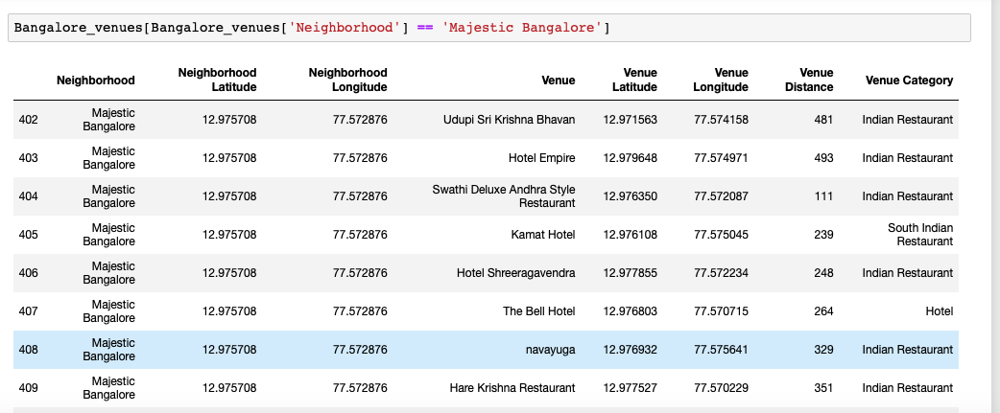 Bangalore_venues[Bangalore_venues['Neighborhood'] == 'Majestic Bangalore']
Neighborhood Neighborhood Latitude Neighborhood Longitude Venue Venue Latitude Venue Longitude Venue Distance Venue Category
402 Majestic Bangalore 12.975708 77.572876 Udupi Sri Krishna Bhavan 12.971563 77.574158 481 Indian Restaurant
403 Majestic Bangalore 12.975708 77.572876 Hotel Empire 12.979648 77.574971 493 Indian Restaurant
404 Majestic Bangalore 12.975708 77.572876 Swathi Deluxe Andhra Style Restaurant 12.976350 77.572087 111 Indian Restaurant
405 Majestic Bangalore 12.975708 77.572876 Kamat Hotel 12.976108 77.575045 239 South Indian Restaurant
406 Majestic Bangalore 12.975708 77.572876 Hotel Shreeragavendra 12.977855 77.572234 248 Indian Restaurant
407 Majestic Bangalore 12.975708 77.572876 The Bell Hotel 12.976803 77.570715 264 Hotel
408 Majestic Bangalore 12.975708 77.572876 navayuga 12.976932 77.575641 329 Indian Restaurant
409 Majestic Bangalore 12.975708 77.572876 Hare Krishna Restaurant 12.977527 77.570229 351 Indian Restaurant